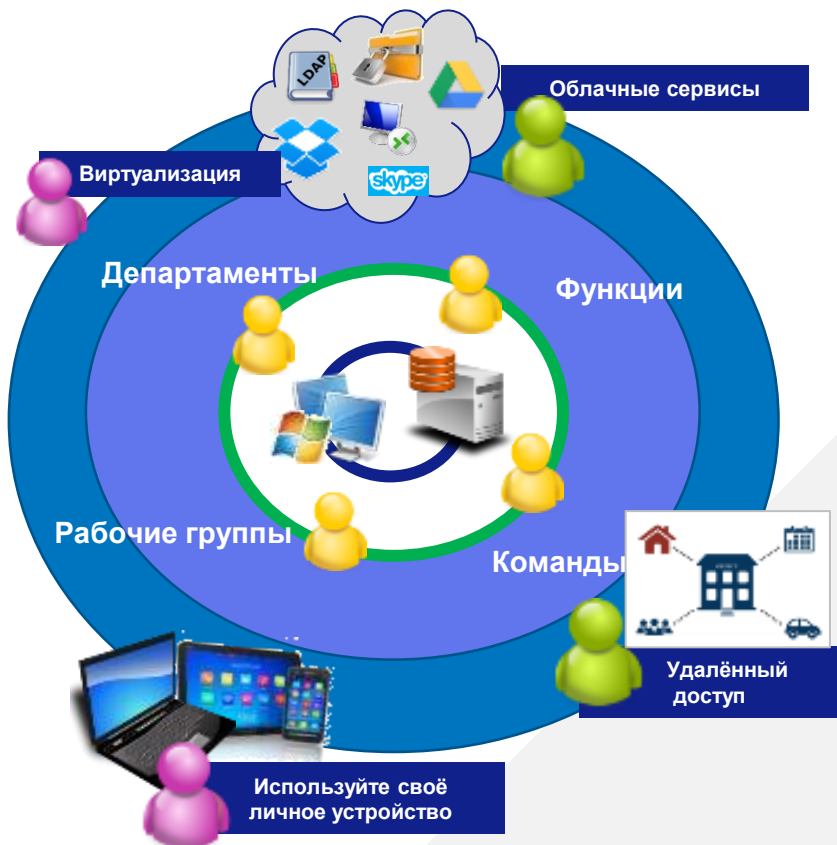 LDAP
Облачные сервисы
Виртуализация
skype
Департаменты
Функции
Рабочие группы
Команды
Удалённый
доступ
Используйте своё
личное устройство